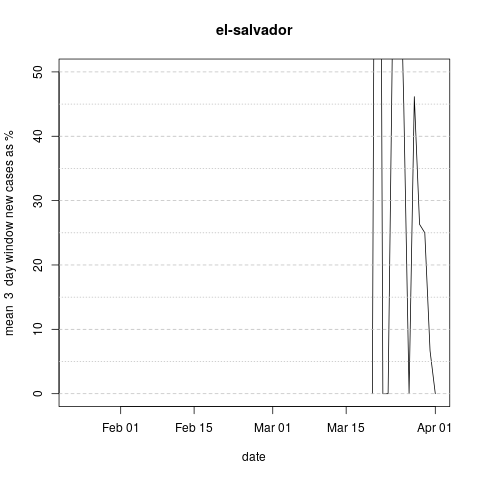 el-salvador
mean 3 day window new cases as %
50
40
30
20
10
0
Feb 01
Feb 15
Mar 01
Mar 15
Apr 01
date